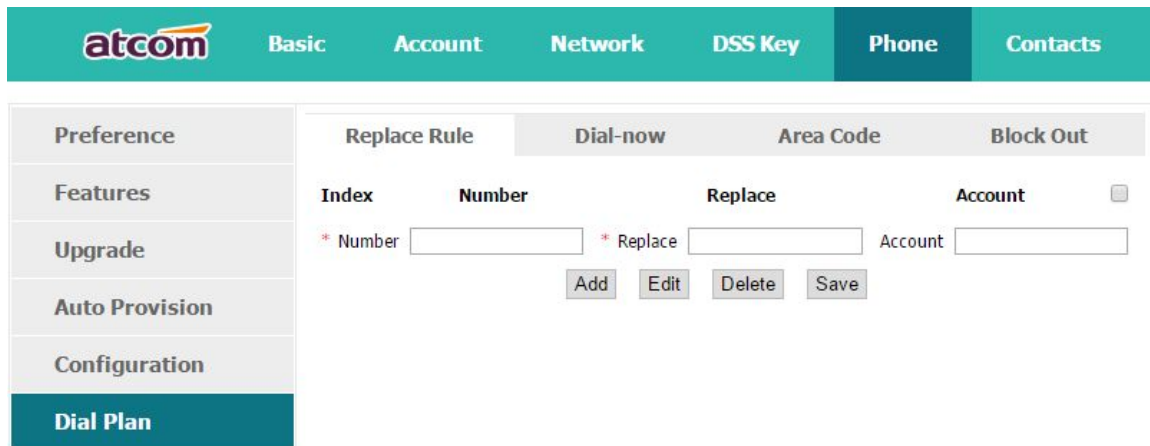 atcom Basic Account Network DSS Key Phone Contacts
Preference
Features
Upgrade
Auto Provision
Configuration
Dial Plan
Replace Rule Dial-now Area Code Block Out
Index Number Replace Account
* Number * Replace Account
Add Edit Delete Save